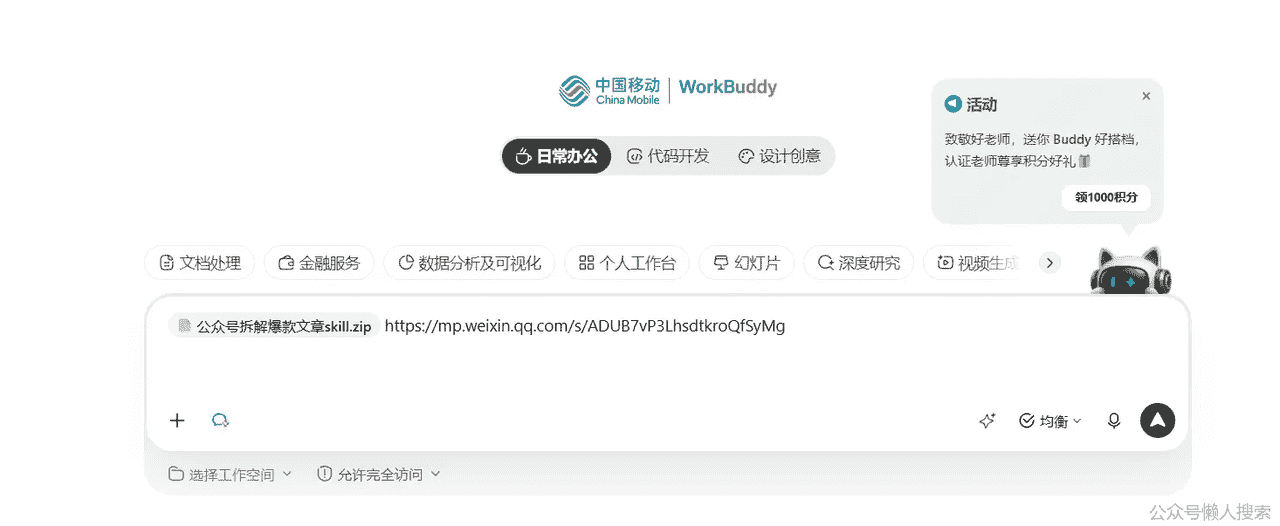 中国移动
China Mobile
WorkBuddy
活动
致敬好老师，送你 Buddy 好搭档，
认证老师尊享积分好礼
领1000积分
日常办公 代码开发 设计创意
文档处理 金融服务 数据分析及可视化 个人工作台 幻灯片 深度研究 视频生成
公众号拆解爆款文章skill.zip https://mp.weixin.qq.com/s/ADUB7vP3LhsdtkroQfSyMg
均衡
选择工作空间 允许完全访问
公众号懒人搜索